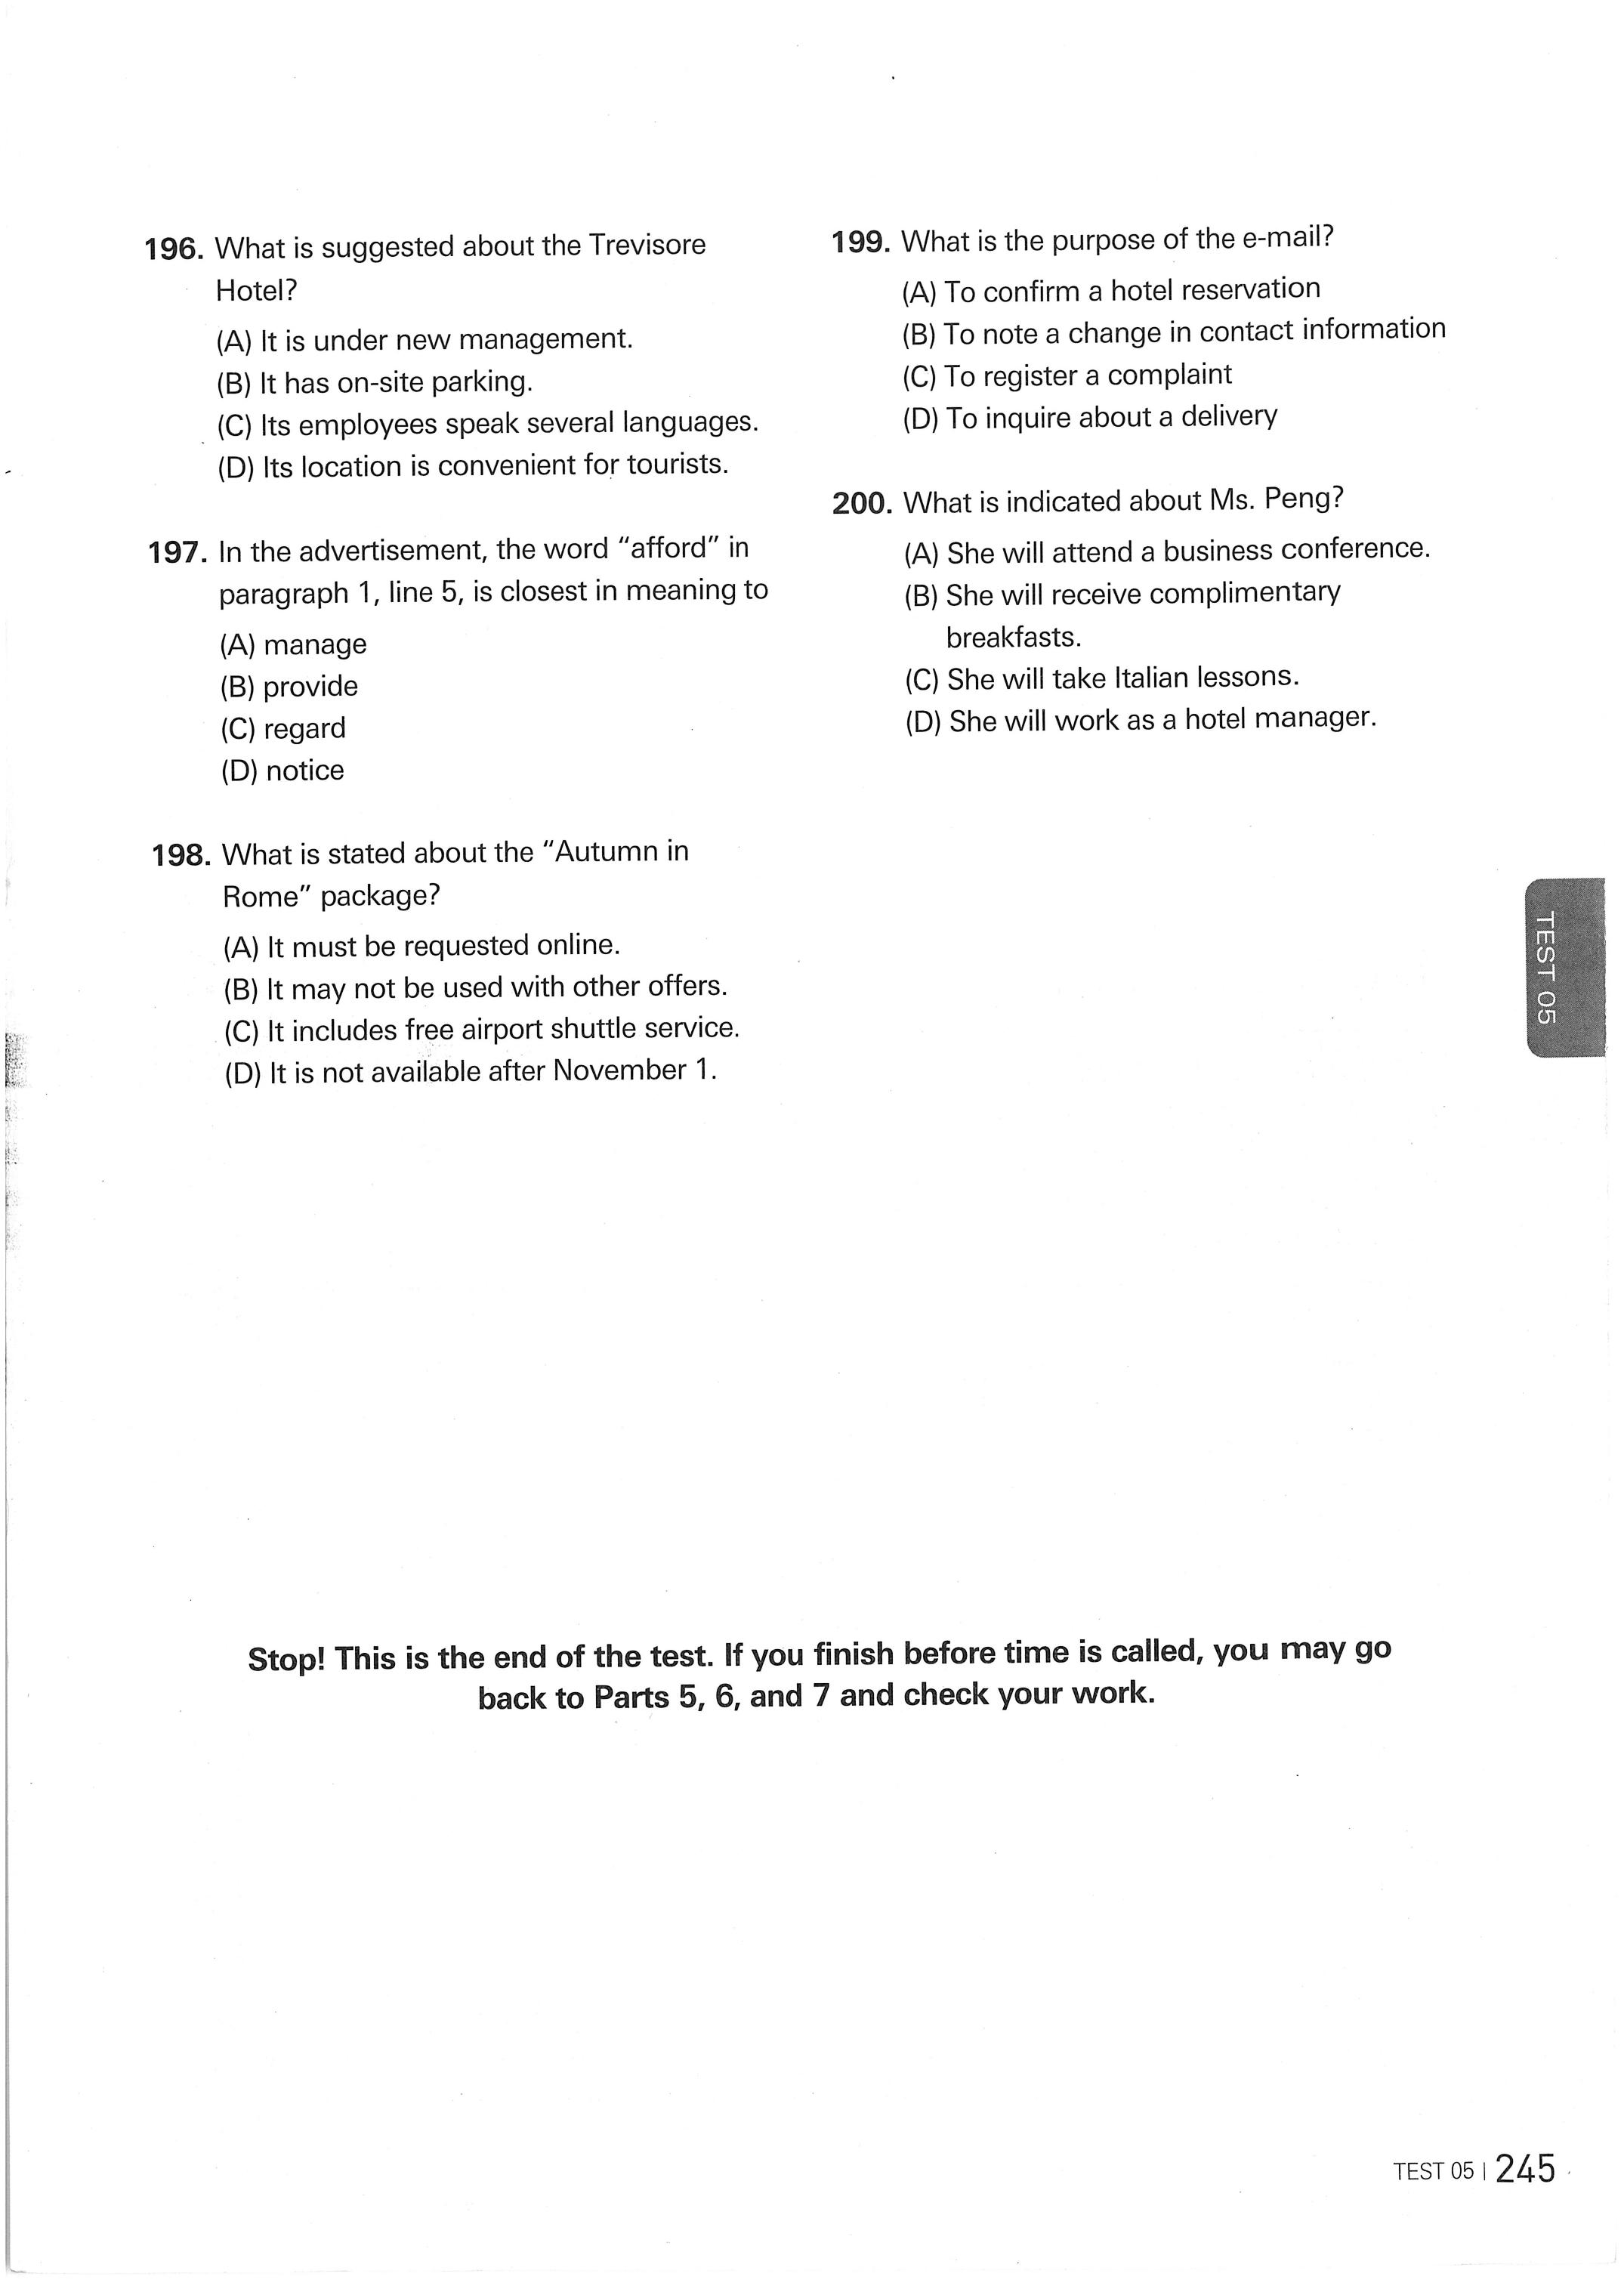 196. What is suggested about the Trevisore
Hotel?
(A) It is under new management.
(B) It has on-site parking.
(C) Its employees speak several languages.
(D) Its location is convenient for tourists.
197. In the advertisement, the word “afford” in
paragraph 1, line 5, is closest in meaning to
(A) manage
(B) provide
(C) regard
(D) notice
198. What is stated about the “Autumn in
Rome” package?
(A) It must be requested online.
(B) It may not be used with other offers.
(C) It includes free airport shuttle service.
(D) It is not available after November 1.
199. What is the purpose of the e-mail?
(A) To confirm a hotel reservation
(B) To note a change in contact information
(C) To register a complaint
(D) To inquire about a delivery
200. What is indicated about Ms. Peng?
(A) She will attend a business conference.
(B) She will receive complimentary
breakfasts.
(C) She will take Italian lessons.
(D) She will work as a hotel manager.
TEST 05
Stop! This is the end of the test. If you finish before time is called, you may go
back to Parts 5, 6, and 7 and check your work.
TEST 05 | 245